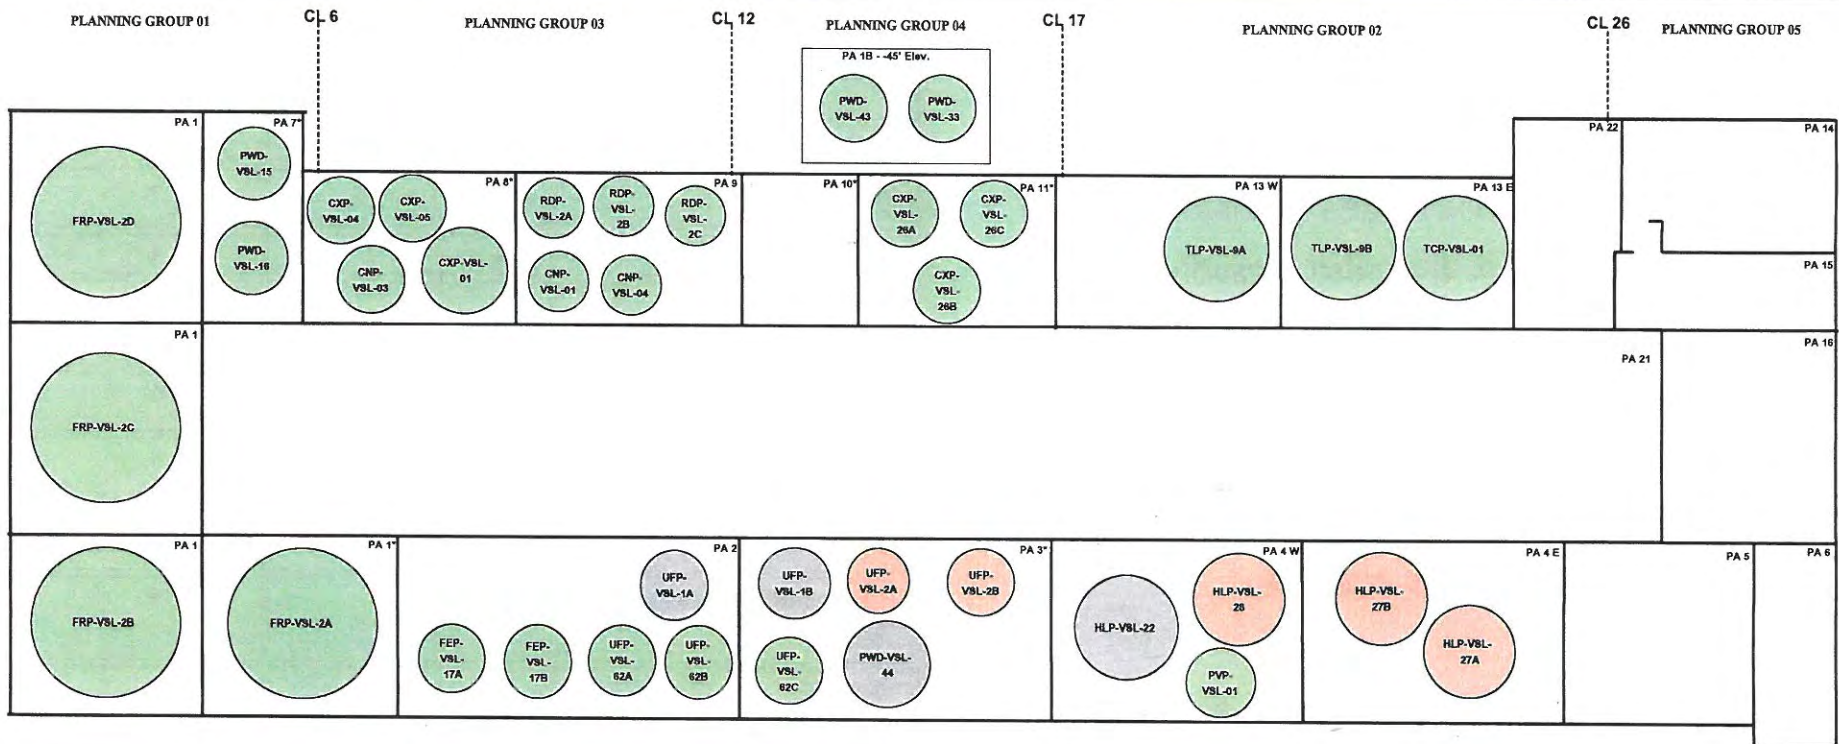 PLANNING GROUP 01
CL 6
PLANNING GROUP 03
CL 12
PLANNING GROUP 04
CL 17
PLANNING GROUP 02
CL 26
PLANNING GROUP 05
PA 1B - -45' Elev.
PWD-
VSL-43
PWD-
VSL-33
PA 1
FRP-VSL-2D
PA 7*
PWD-
VSL-15
PWD-
VSL-16
PA 8*
CXP-
VSL-04
CXP-
VSL-05
CNP-
VSL-03
CXP-VSL-
01
PA 9
RDP-
VSL-2A
RDP-
VSL-
2B
RDP-
VSL-
2C
CNP-
VSL-01
CNP-
VSL-04
PA 10*
PA 11*
CXP-
VSL-
26A
CXP-
VSL-
26C
CXP-
VSL-
26B
PA 13 W
TLP-VSL-9A
PA 13 E
TLP-VSL-9B
TCP-VSL-01
PA 22
PA 14
PA 15
PA 1
FRP-VSL-2C
PA 21
PA 16
PA 1
FRP-VSL-2B
PA 1*
FRP-VSL-2A
PA 2
UFP-
VSL-1A
FEP-
VSL-
17A
FEP-
VSL-
17B
UFP-
VSL-
62A
UFP-
VSL-
62B
PA 3*
UFP-
VSL-1B
UFP-
VSL-2A
UFP-
VSL-2B
UFP-
VSL-
62C
PWD-VSL-
44
PA 4 W
HLP-VSL-22
HLP-VSL-
28
PVP-
VSL-01
PA 4 E
HLP-VSL-
27B
HLP-VSL-
27A
PA 5
PA 6